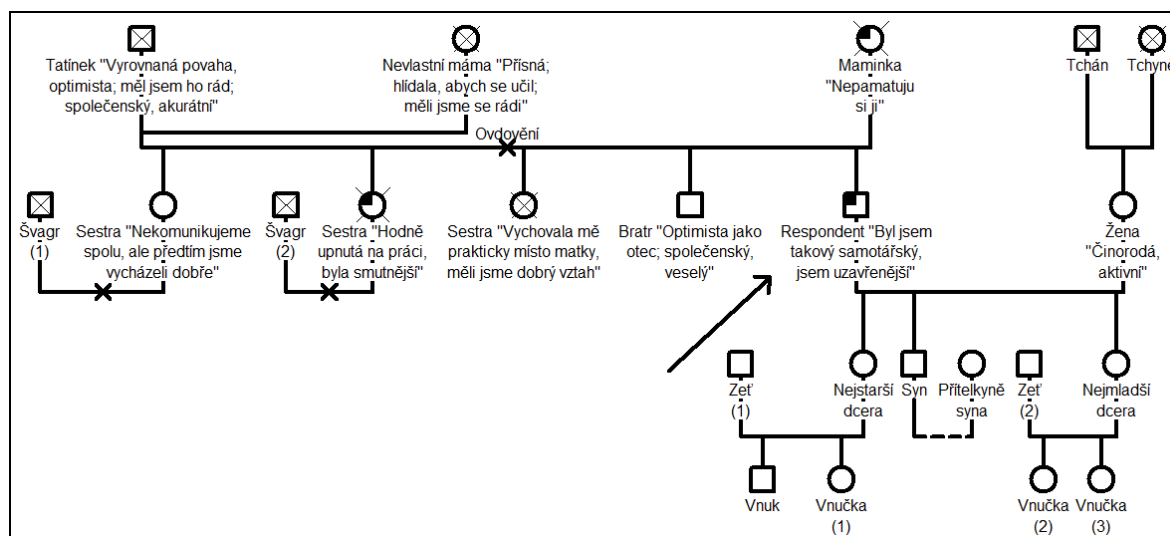 Tatínek "Vyrovnaná povaha,
optimista; měl jsem ho rád;
společenský, akurátní"
Nevlastní máma "Přísná;
hlídala, abych se učil;
měli jsme se rádi"
Maminka
"Nepamatuju
si ji"
Tchán
Tchyně
Ovdovění
Švagr
(1)
Sestra "Nekomunikujeme
spolu, ale předtím jsme
vycházeli dobře"
Švagr
(2)
Sestra "Hodně
upnutá na práci,
byla smutnější"
Sestra "Vychovala mě
prakticky místo matky,
měli jsme dobrý vztah"
Bratr "Optimista jako
otec; společenský,
veselý"
Respondent "Byl jsem
takový samotářský,
jsem uzavřenější"
Žena
"Činorodá,
aktivní"
Zeť
(1)
Nejstarší
dcera
Syn
Přítelkyně
syna
Zeť
(2)
Nejmladší
dcera
Vnuk
Vnučka
(1)
Vnučka
(2)
Vnučka
(3)